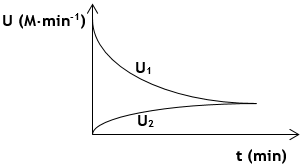 U (M·min⁻¹)
U₁
U₂
t (min)